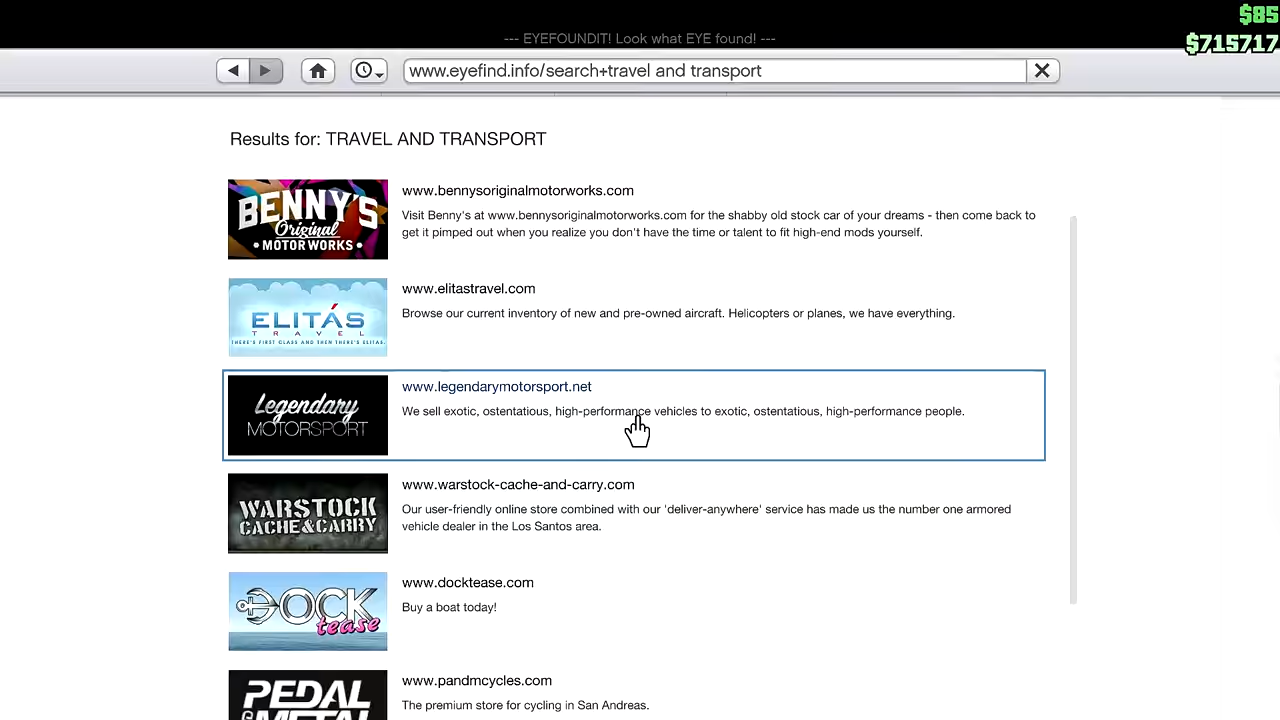 $85
--- EYEFOUNDIT! Look what EYE found! ---
$715717
www.eyefind.info/search+travel and transport
Results for: TRAVEL AND TRANSPORT
BENNY'S
Original
• MOTOR WORKS •
www.bennysoriginalmotorworks.com
Visit Benny's at www.bennysoriginalmotorworks.com for the shabby old stock car of your dreams - then come back to
get it pimped out when you realize you don't have the time or talent to fit high-end mods yourself.
ELITÁS
TRAVEL
THERE'S FIRST CLASS AND THEN THERE'S ELITAS.
www.elitastravel.com
Browse our current inventory of new and pre-owned aircraft. Helicopters or planes, we have everything.
Legendary
MOTORSPORT
www.legendarymotorsport.net
We sell exotic, ostentatious, high-performance vehicles to exotic, ostentatious, high-performance people.
WARSTOCK
CACHE&CARRY
www.warstock-cache-and-carry.com
Our user-friendly online store combined with our 'deliver-anywhere' service has made us the number one armored
vehicle dealer in the Los Santos area.
DOCK
tease
www.docktease.com
Buy a boat today!
PEDAL
METAL
www.pandmcycles.com
The premium store for cycling in San Andreas.